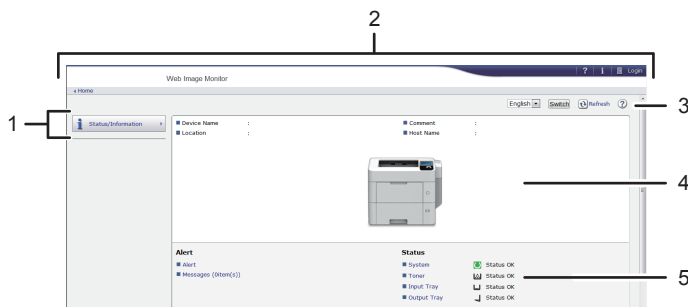 2
? i Login
Web Image Monitor
Home
English Switch Refresh ? 3
1 Status/Information
Device Name : Comment :
Location : Host Name :
4
Alert Status
Alert System Status OK
Messages (0item(s)) Toner Status OK 5
Input Tray Status OK
Output Tray Status OK